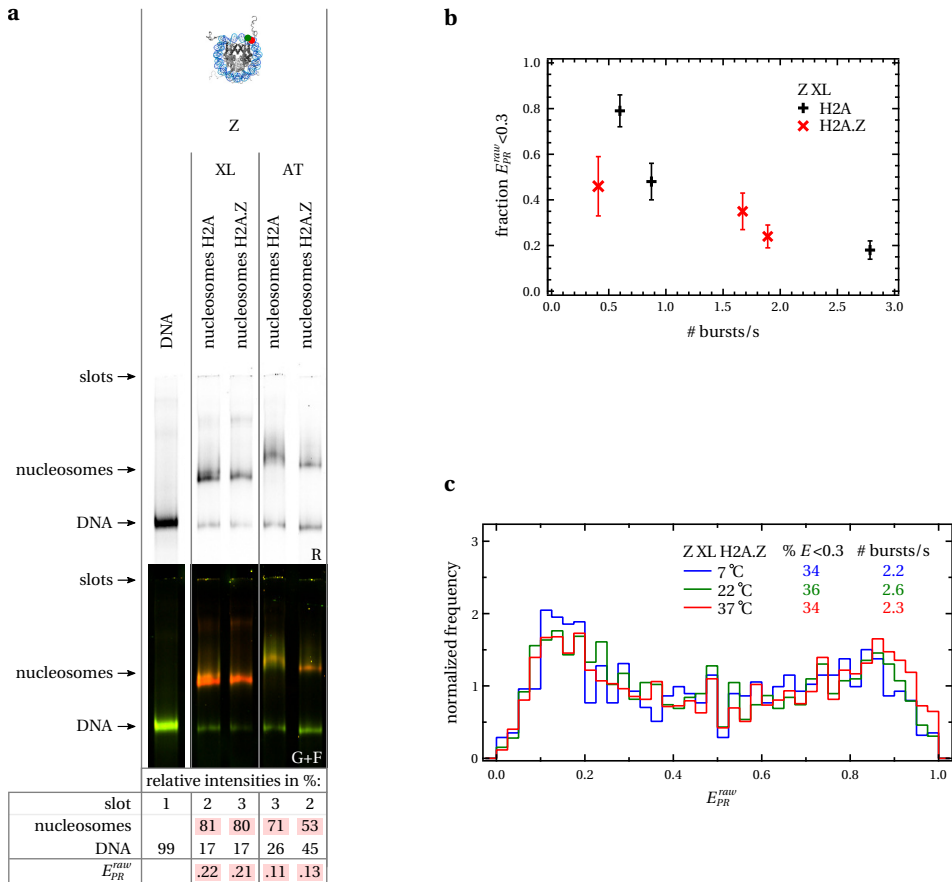 a
Z
XL AT
DNA
nucleosomes H2A
nucleosomes H2A.Z
nucleosomes H2A
nucleosomes H2A.Z
slots
nucleosomes
DNA
R
slots
nucleosomes
DNA
G+F
relative intensities in %:
slot 1 2 3 3 2
nucleosomes 81 80 71 53
DNA 99 17 17 26 45
E_PR^raw .22 .21 .11 .13
b
1.0
0.8
0.6
0.4
0.2
0.0
fraction E_PR^raw<0.3
Z XL
H2A
H2A.Z
0.0 0.5 1.0 1.5 2.0 2.5 3.0
# bursts/s
c
3
2
1
0
normalized frequency
Z XL H2A.Z % E<0.3 # bursts/s
7 °C 34 2.2
22 °C 36 2.6
37 °C 34 2.3
0.0 0.2 0.4 0.6 0.8 1.0
E_PR^raw